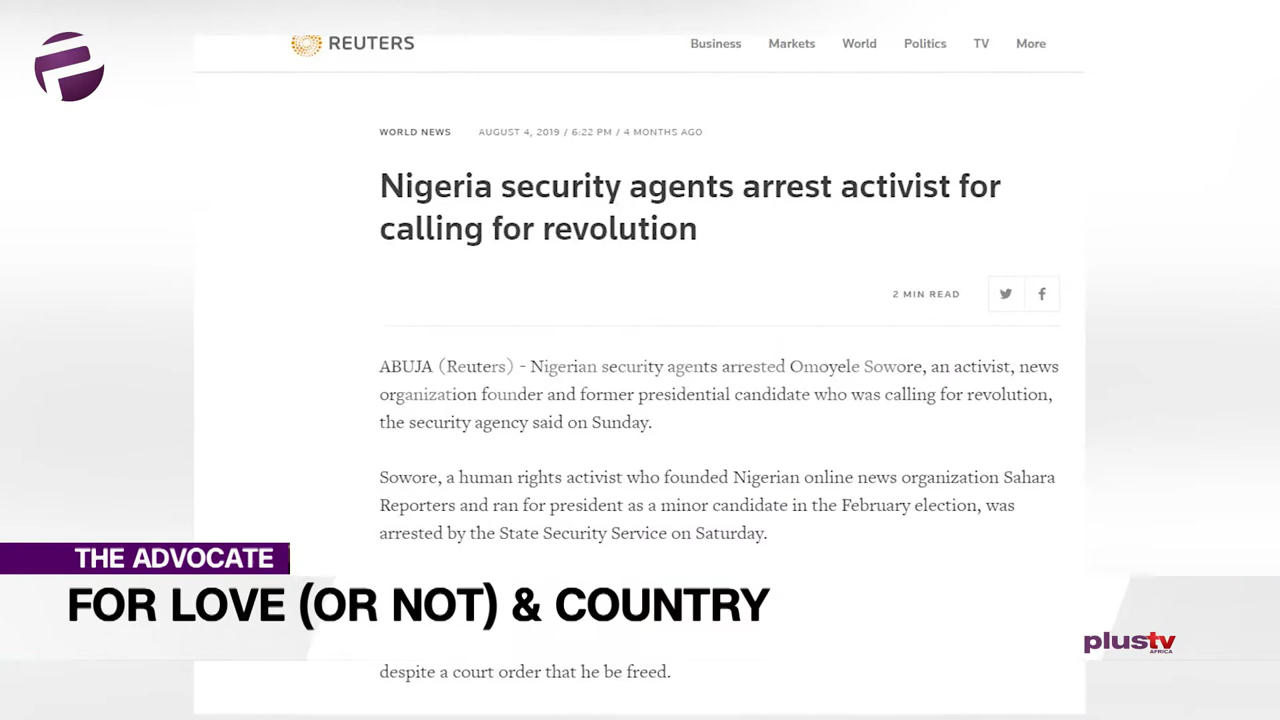 REUTERS
Business Markets World Politics TV More
WORLD NEWS AUGUST 4, 2019 / 6:22 PM / 4 MONTHS AGO
Nigeria security agents arrest activist for
calling for revolution
2 MIN READ
ABUJA (Reuters) - Nigerian security agents arrested Omoyele Sowore, an activist, news
organization founder and former presidential candidate who was calling for revolution,
the security agency said on Sunday.
Sowore, a human rights activist who founded Nigerian online news organization Sahara
Reporters and ran for president as a minor candidate in the February election, was
arrested by the State Security Service on Saturday.
THE ADVOCATE
FOR LOVE (OR NOT) & COUNTRY
plustv
AFRICA
despite a court order that he be freed.